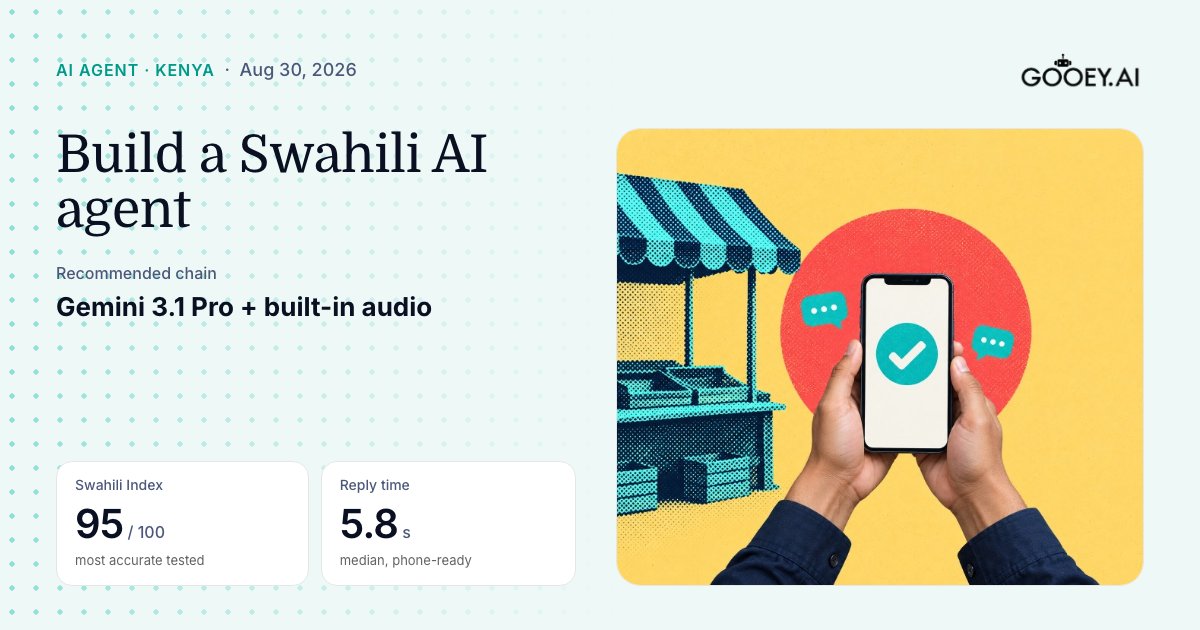 AI AGENT · KENYA · Aug 30, 2026
GOOEY.AI
Build a Swahili AI
agent
Recommended chain
Gemini 3.1 Pro + built-in audio
Swahili Index
95 / 100
most accurate tested
Reply time
5.8 s
median, phone-ready